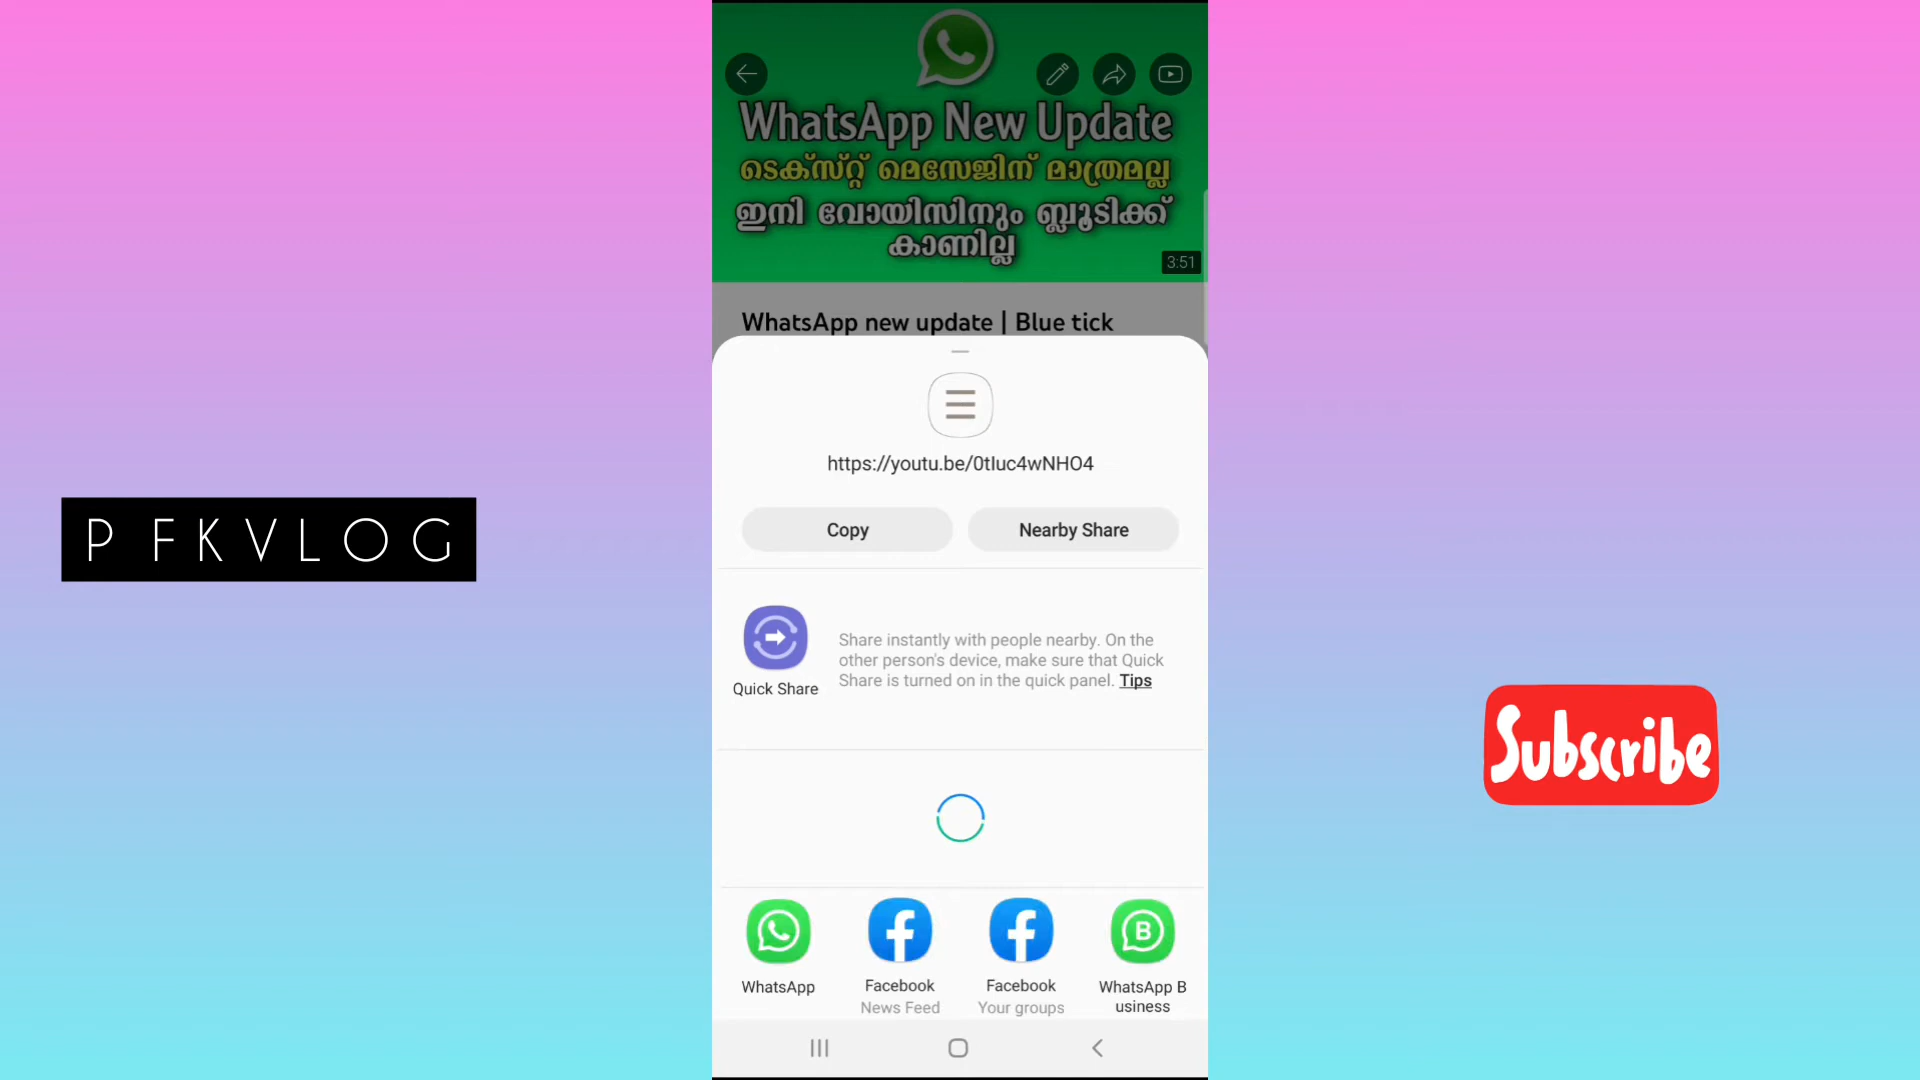 WhatsApp New Update
ടെക്സ്റ്റ് മെസേജിന് മാത്രമല്ല
ഇനി വോയിസിനും ബ്ലൂടിക്ക്
കാണില്ല
3:51
WhatsApp new update | Blue tick
https://youtu.be/0tIuc4wNHO4
Copy
Nearby Share
P FKVLOG
Quick Share
Share instantly with people nearby. On the
other person's device, make sure that Quick
Share is turned on in the quick panel. Tips
Subscribe
WhatsApp
Facebook
News Feed
Facebook
Your groups
WhatsApp B
usiness